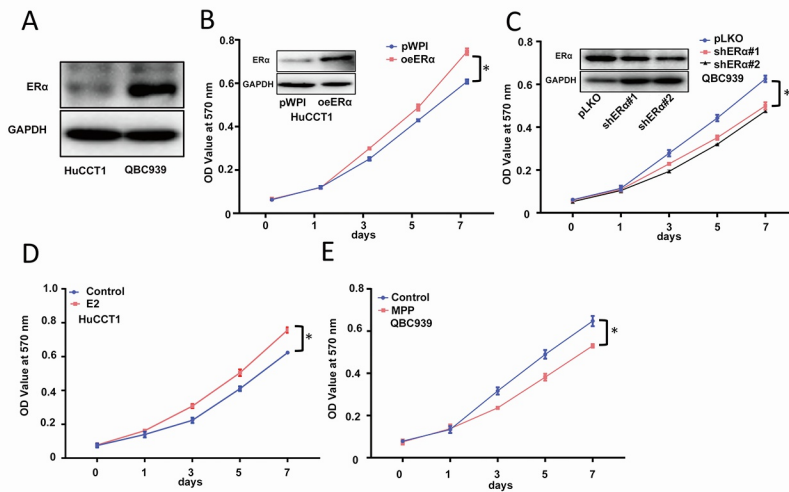 A
ERα
GAPDH
HuCCT1 QBC939
B
OD Value at 570 nm
0.8
0.6
0.4
0.2
0
0 1 3 5 7
days
ERα
GAPDH
pWPI oeERα
HuCCT1
pWPI
oeERα
*
C
OD Value at 570 nm
0.8
0.6
0.4
0.2
0
0 1 3 5 7
days
ERα
GAPDH
pLKO shERα#1 shERα#2
pLKO
shERα#1
shERα#2
QBC939
*
D
OD Value at 570 nm
1.0
0.8
0.6
0.4
0.2
0
0 1 3 5 7
days
Control
E2
HuCCT1
*
E
OD Value at 570 nm
0.8
0.6
0.4
0.2
0
0 1 3 5 7
days
Control
MPP
QBC939
*